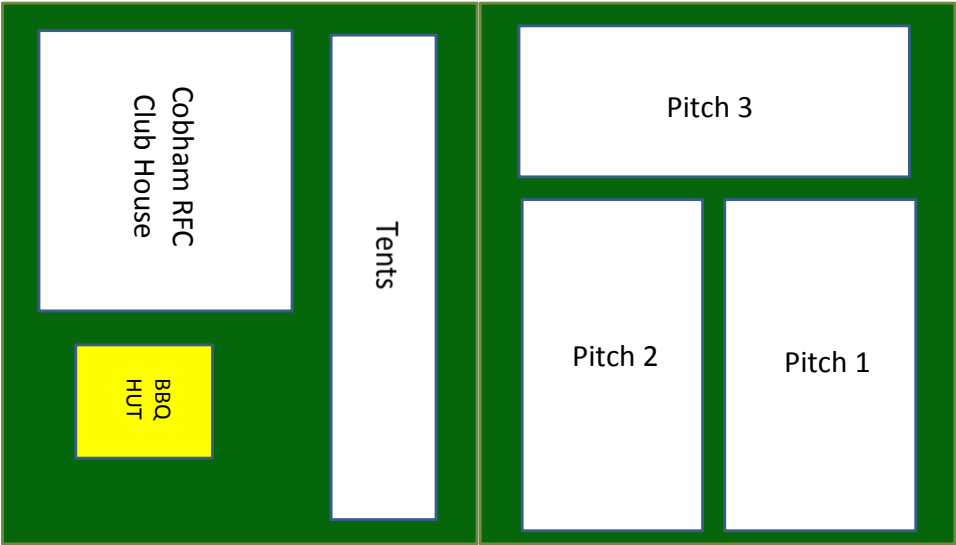 Cobham RFC
Club House
Tents
BBQ
HUT
Pitch 3
Pitch 2
Pitch 1